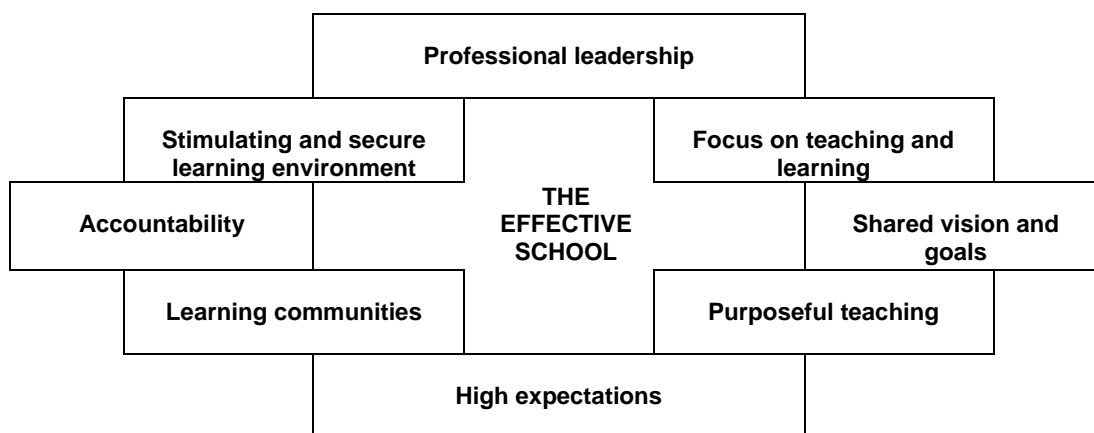 Professional leadership
Stimulating and secure
learning environment
Focus on teaching and
learning
Accountability
THE
EFFECTIVE
SCHOOL
Shared vision and
goals
Learning communities
Purposeful teaching
High expectations